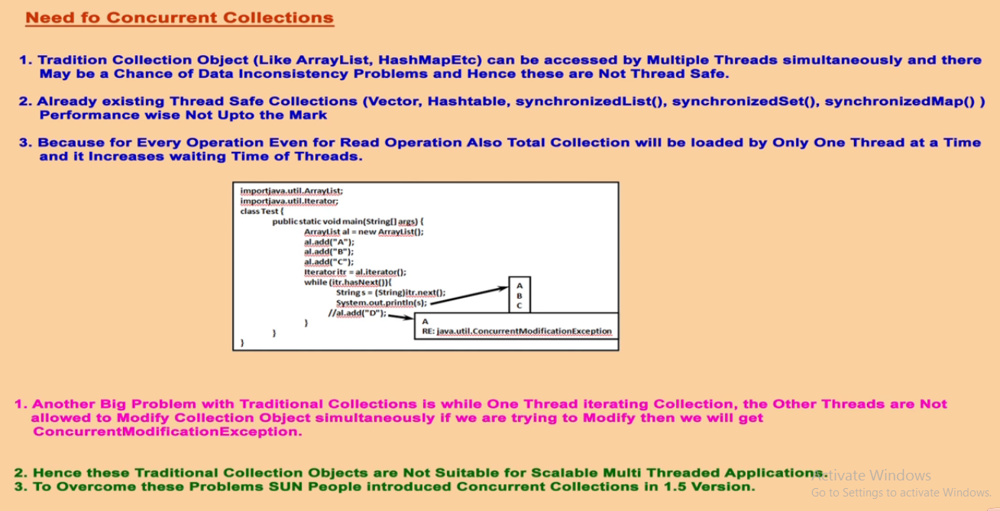 Need fo Concurrent Collections
1. Tradition Collection Object (Like ArrayList, HashMapEtc) can be accessed by Multiple Threads simultaneously and there
May be a Chance of Data Inconsistency Problems and Hence these are Not Thread Safe.
2. Already existing Thread Safe Collections (Vector, Hashtable, synchronizedList(), synchronizedSet(), synchronizedMap() )
Performance wise Not Upto the Mark
3. Because for Every Operation Even for Read Operation Also Total Collection will be loaded by Only One Thread at a Time
and it Increases waiting Time of Threads.
importjava.util.ArrayList;
importjava.util.Iterator;
class Test {
public static void main(String[] args) {
ArrayList al = new ArrayList();
al.add("A");
al.add("B");
al.add("C");
Iterator itr = al.iterator();
while (itr.hasNext()){
String s = (String)itr.next();
System.out.println(s);
//al.add("D");
}
}
}
A
B
C
A
RE: java.util.ConcurrentModificationException
1. Another Big Problem with Traditional Collections is while One Thread iterating Collection, the Other Threads are Not
allowed to Modify Collection Object simultaneously if we are trying to Modify then we will get
ConcurrentModificationException.
2. Hence these Traditional Collection Objects are Not Suitable for Scalable Multi Threaded Applications.
3. To Overcome these Problems SUN People introduced Concurrent Collections in 1.5 Version.
Activate Windows
Go to Settings to activate Windows.